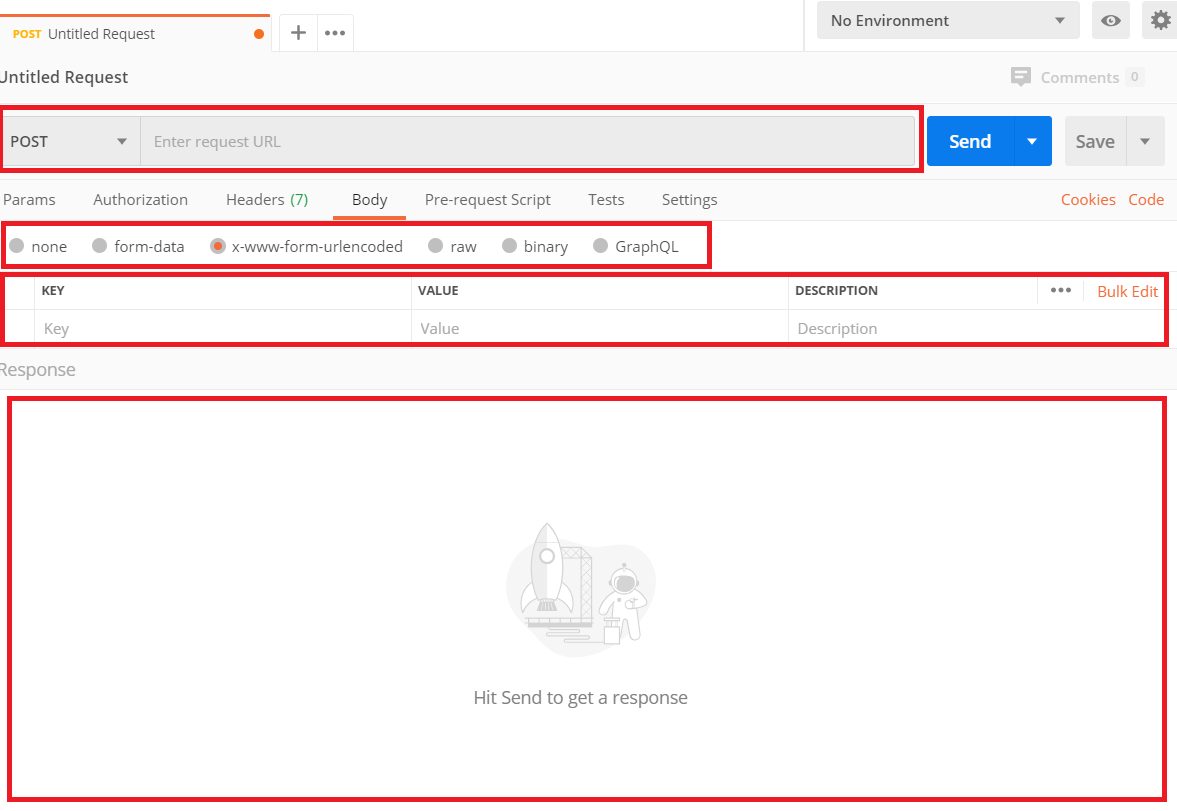 POST Untitled Request
No Environment
Untitled Request
Comments 0
POST Enter request URL Send Save
Params Authorization Headers (7) Body Pre-request Script Tests Settings Cookies Code
none form-data x-www-form-urlencoded raw binary GraphQL
KEY VALUE DESCRIPTION Bulk Edit
Key Value Description
Response
Hit Send to get a response